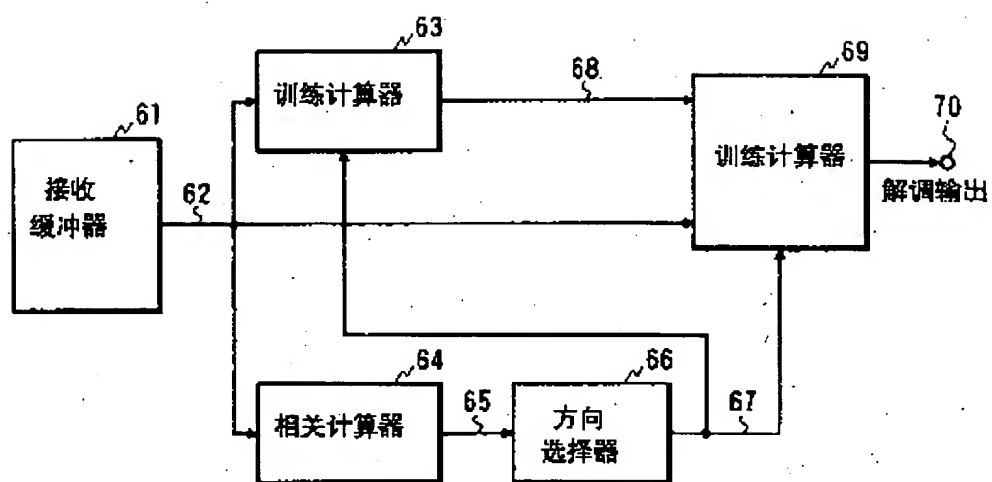 63
训练计算器
68
69
训练计算器
70
解调输出
61
接收
缓冲器
62
64
相关计算器
65
66
方向
选择器
67